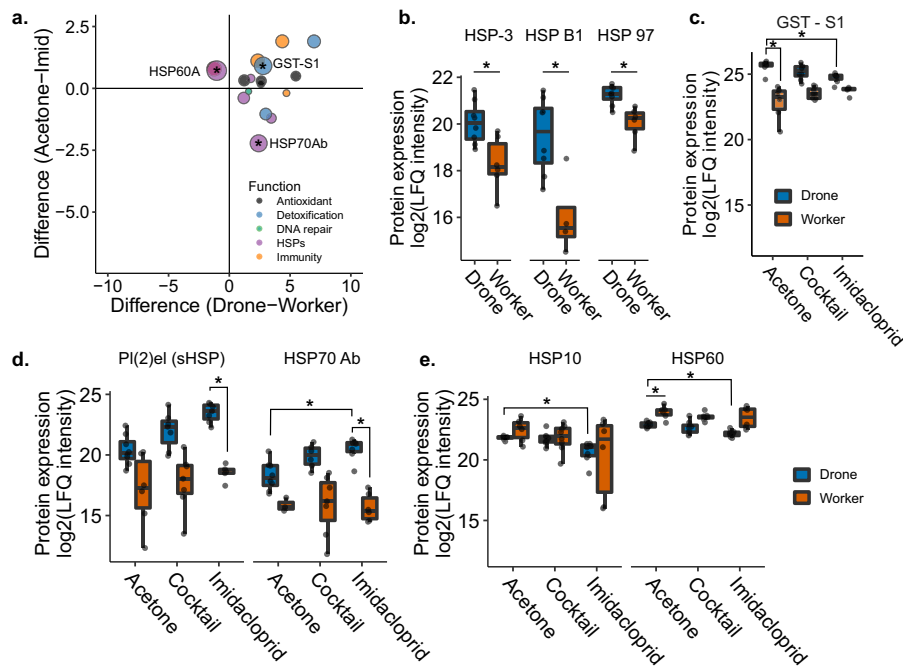 a.
5.0
2.5
0.0
−2.5
−5.0
Difference (Acetone−Imid)
HSP60A
*
*
GST-S1
*
HSP70Ab
Function
Antioxidant
Detoxification
DNA repair
HSPs
Immunity
−10
−5
0
5
10
Difference (Drone−Worker)
b.
HSP-3
HSP B1
HSP 97
Protein expression
log2(LFQ intensity)
22
20
18
16
*
*
*
Drone
Worker
Drone
Worker
Drone
Worker
c.
GST - S1
Protein expression
log2(LFQ intensity)
25
20
15
*
*
Drone
Worker
Acetone
Cocktail
Imidacloprid
d.
Pl(2)el (sHSP)
HSP70 Ab
Protein expression
log2(LFQ intensity)
25
20
15
*
*
*
Acetone
Cocktail
Imidacloprid
Acetone
Cocktail
Imidacloprid
e.
HSP10
HSP60
Protein expression
log2(LFQ intensity)
25
20
15
*
*
*
Drone
Worker
Acetone
Cocktail
Imidacloprid
Acetone
Cocktail
Imidacloprid